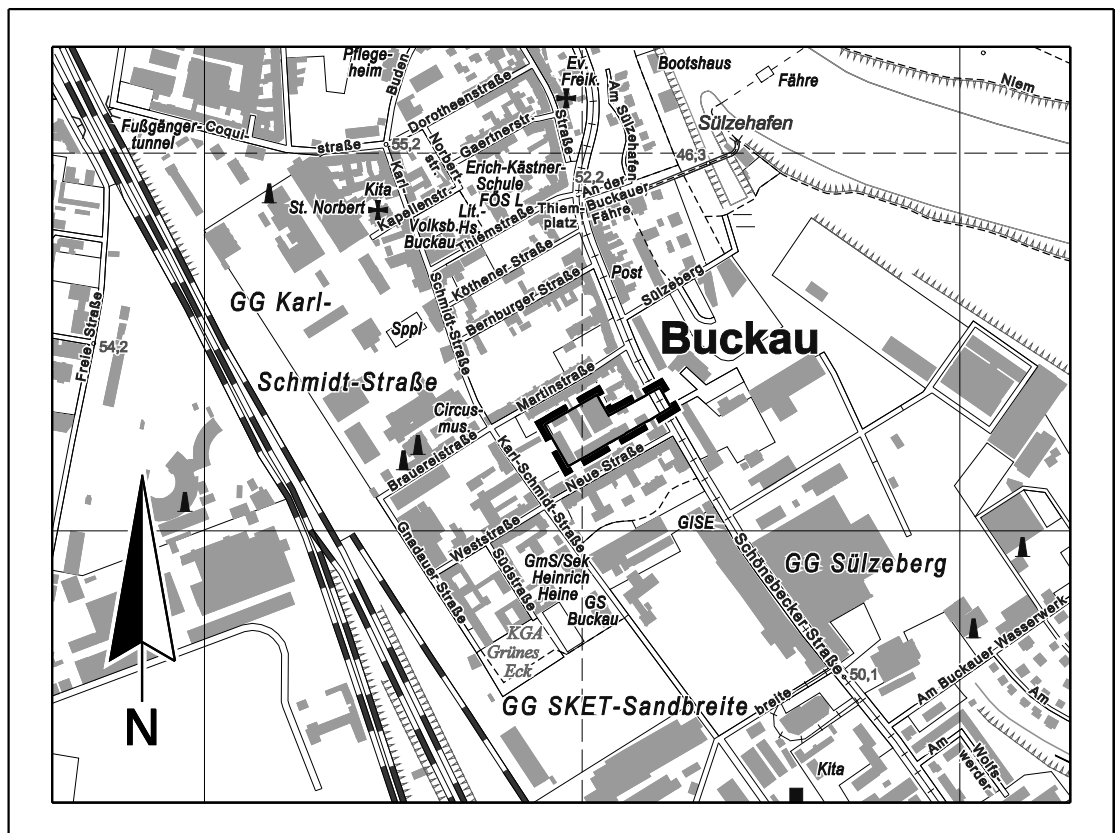 Pflege-
heim
Buden
Dorotheenstraße
Ev.
Freik.
Straße
Am Sülzehafen
Bootshaus
Fähre
Niem
Sülzehafen
Fußgänger-
tunnel
Coqui-
straße
55,2
Norbert-
str.
Gaertnerstr.
46,3
Erich-Kästner-
Schule
FÖS L
52,2
An der
Buckauer
Fähre
Kita
St. Norbert
Karl-
Schmidt-Straße
Kapellenstr.
Lit.-
Hs.
Volksb.
Buckau
Thiemstraße
Thiem-
platz
Köthener Straße
Bernburger-Straße
Post
Sülzeberg
GG Karl-
Schmidt-Straße
Sppl
Freie-Straße
54,2
Buckau
Martinstraße
Circus-
mus.
Brauereistraße
Karl-Schmidt-Straße
Neue Straße
Gnadauer Straße
Weststraße
Südstraße
GISE
Schönebecker-Straße
GG Sülzeberg
GmS/Sek
Heinrich
Heine
GS
Buckau
KGA
Grünes
Eck
GG SKET-Sandbreite
breite
50,1
Am Buckauer Wasserwerk
Am
Am
Wolfs-
werder
Kita
N